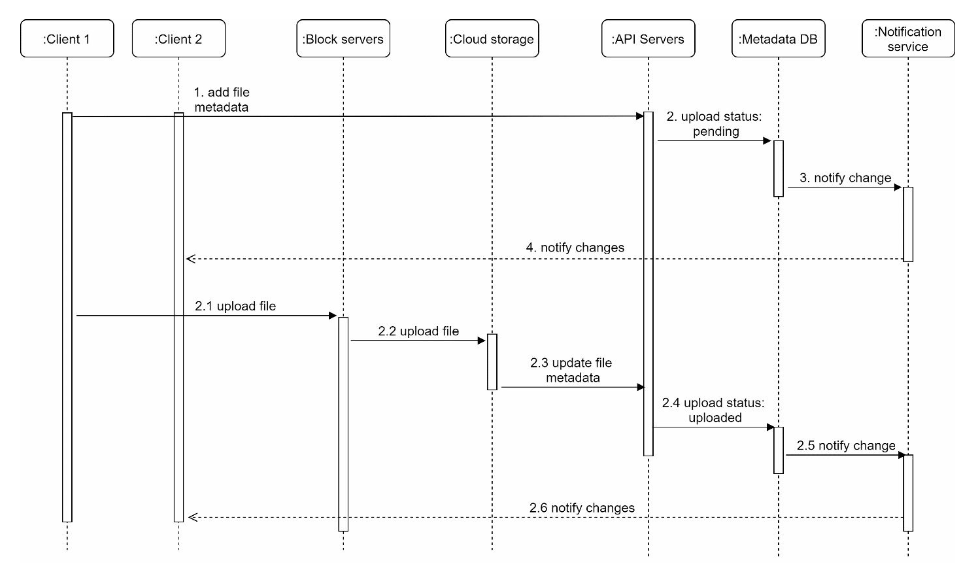 :Client 1
:Client 2
:Block servers
:Cloud storage
:API Servers
:Metadata DB
:Notification
service
1. add file
metadata
2. upload status:
pending
3. notify change
4. notify changes
2.1 upload file
2.2 upload file
2.3 update file
metadata
2.4 upload status:
uploaded
2.5 notify change
2.6 notify changes